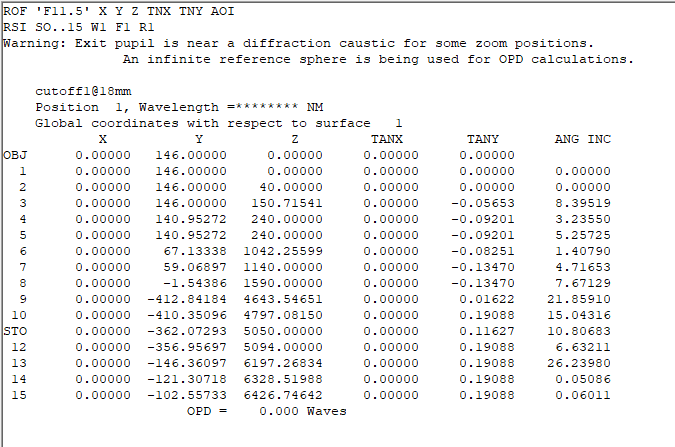 ROF 'F11.5' X Y Z TNX TNY AOI
RSI SO..15 W1 F1 R1
Warning: Exit pupil is near a diffraction caustic for some zoom positions.
An infinite reference sphere is being used for OPD calculations.
cutoff1@18mm
Position 1, Wavelength =******** NM
Global coordinates with respect to surface 1
X Y Z TANX TANY ANG INC
OBJ 0.00000 146.00000 0.00000 0.00000 0.00000
1 0.00000 146.00000 0.00000 0.00000 0.00000 0.00000
2 0.00000 146.00000 40.00000 0.00000 0.00000 0.00000
3 0.00000 146.00000 150.71541 0.00000 -0.05653 8.39519
4 0.00000 140.95272 240.00000 0.00000 -0.09201 3.23550
5 0.00000 140.95272 240.00000 0.00000 -0.09201 5.25725
6 0.00000 67.13338 1042.25599 0.00000 -0.08251 1.40790
7 0.00000 59.06897 1140.00000 0.00000 -0.13470 4.71653
8 0.00000 -1.54386 1590.00000 0.00000 -0.13470 7.67129
9 0.00000 -412.84184 4643.54651 0.00000 0.01622 21.85910
10 0.00000 -410.35096 4797.08150 0.00000 0.19088 15.04316
STO 0.00000 -362.07293 5050.00000 0.00000 0.11627 10.80683
12 0.00000 -356.95697 5094.00000 0.00000 0.19088 6.63211
13 0.00000 -146.36097 6197.26834 0.00000 0.19088 26.23980
14 0.00000 -121.30718 6328.51988 0.00000 0.19088 0.05086
15 0.00000 -102.55733 6426.74642 0.00000 0.19088 0.06011
OPD = 0.000 Waves